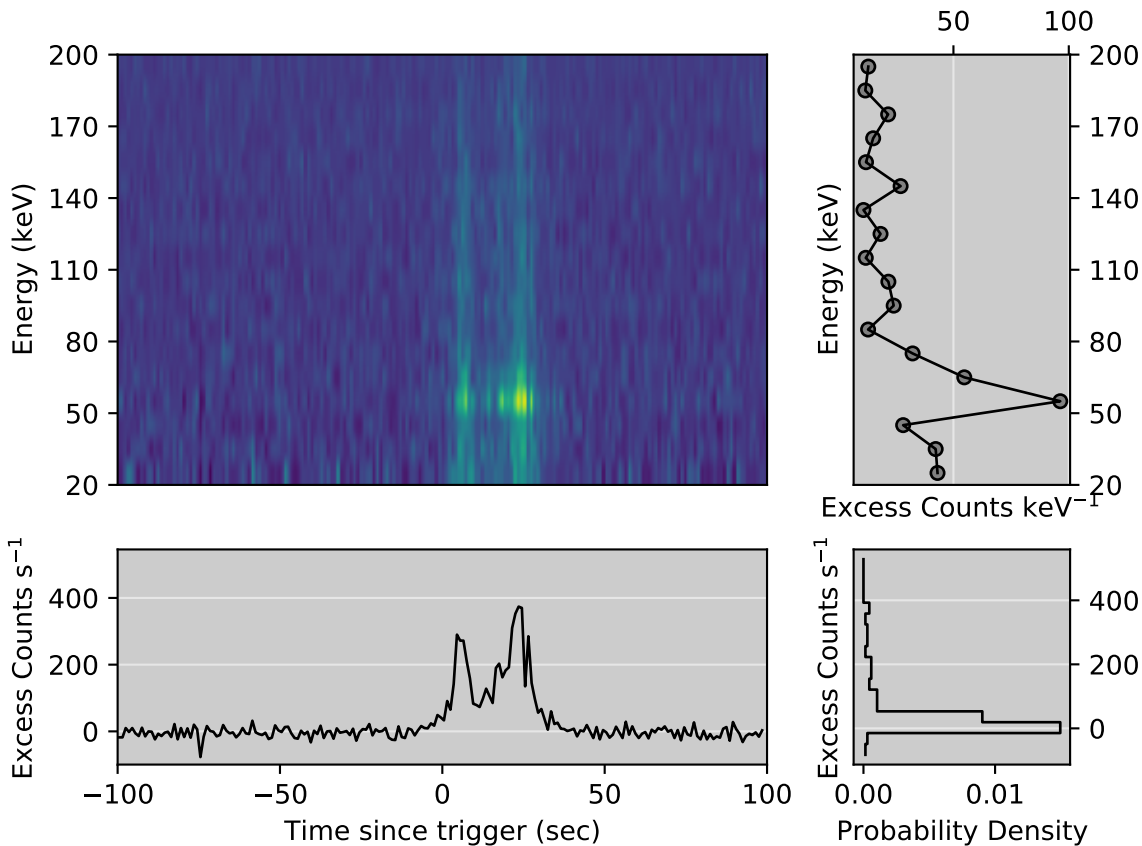 50 100
200 200
170 170
140 140
110 110
80 80
50 50
20 20
Energy (keV) Energy (keV)
Excess Counts keV⁻¹
Excess Counts s⁻¹ Excess Counts s⁻¹
400 400
200 200
0 0
−100 −50 0 50 100 0.00 0.01
Time since trigger (sec) Probability Density